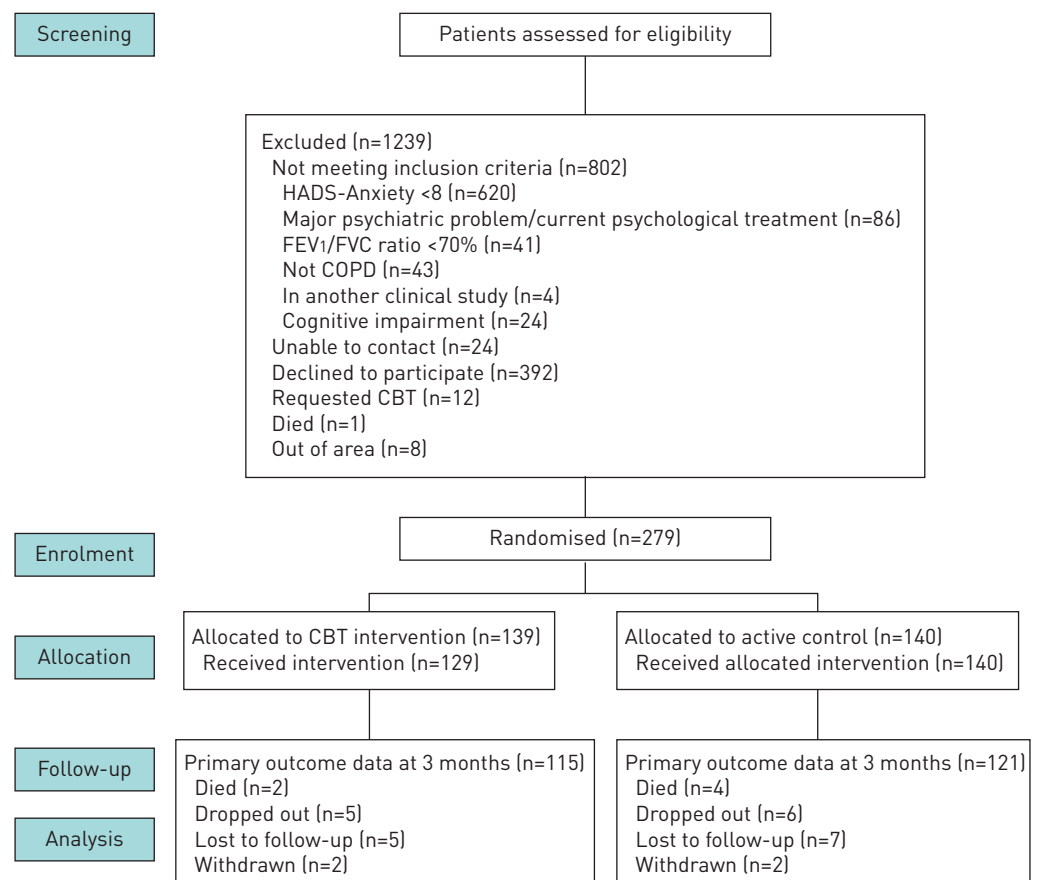 Screening
Patients assessed for eligibility
Excluded (n=1239)
Not meeting inclusion criteria (n=802)
HADS-Anxiety <8 (n=620)
Major psychiatric problem/current psychological treatment (n=86)
FEV1/FVC ratio <70% (n=41)
Not COPD (n=43)
In another clinical study (n=4)
Cognitive impairment (n=24)
Unable to contact (n=24)
Declined to participate (n=392)
Requested CBT (n=12)
Died (n=1)
Out of area (n=8)
Enrolment
Randomised (n=279)
Allocation
Allocated to CBT intervention (n=139)
Received intervention (n=129)
Allocated to active control (n=140)
Received allocated intervention (n=140)
Follow-up
Analysis
Primary outcome data at 3 months (n=115)
Died (n=2)
Dropped out (n=5)
Lost to follow-up (n=5)
Withdrawn (n=2)
Primary outcome data at 3 months (n=121)
Died (n=4)
Dropped out (n=6)
Lost to follow-up (n=7)
Withdrawn (n=2)